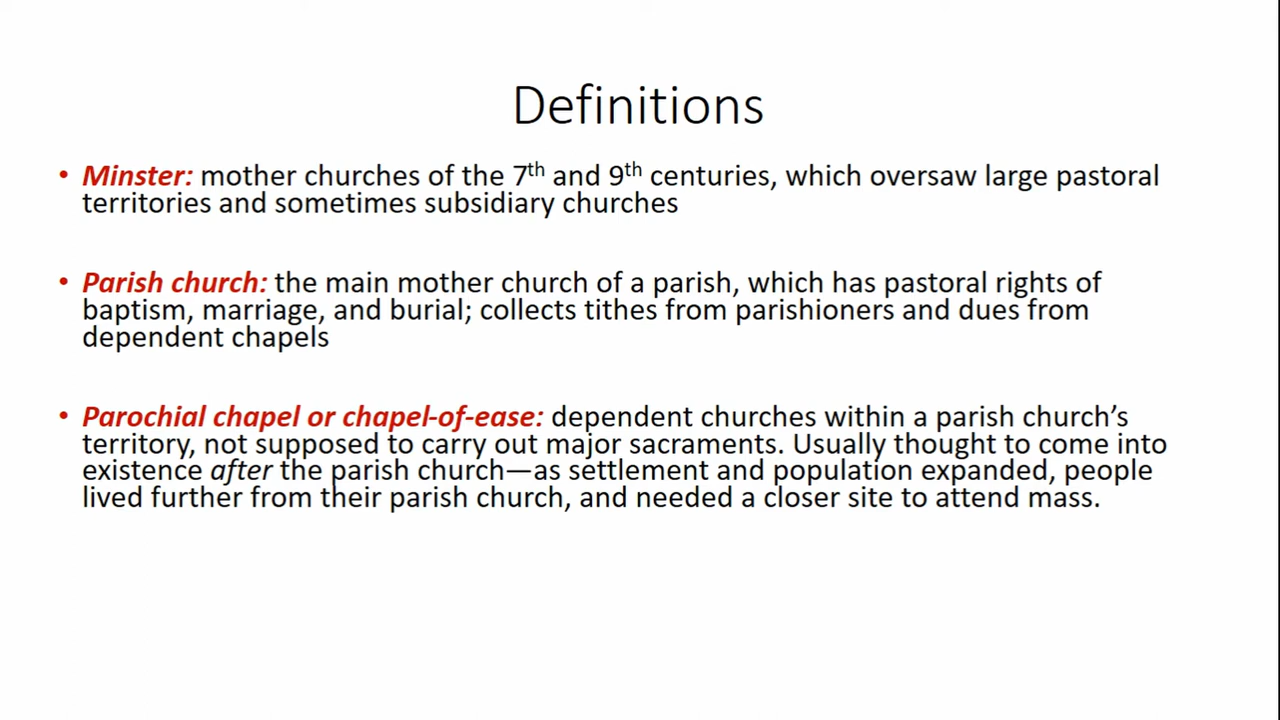 Definitions
• Minster: mother churches of the 7th and 9th centuries, which oversaw large pastoral
territories and sometimes subsidiary churches
• Parish church: the main mother church of a parish, which has pastoral rights of
baptism, marriage, and burial; collects tithes from parishioners and dues from
dependent chapels
• Parochial chapel or chapel-of-ease: dependent churches within a parish church’s
territory, not supposed to carry out major sacraments. Usually thought to come into
existence after the parish church—as settlement and population expanded, people
lived further from their parish church, and needed a closer site to attend mass.